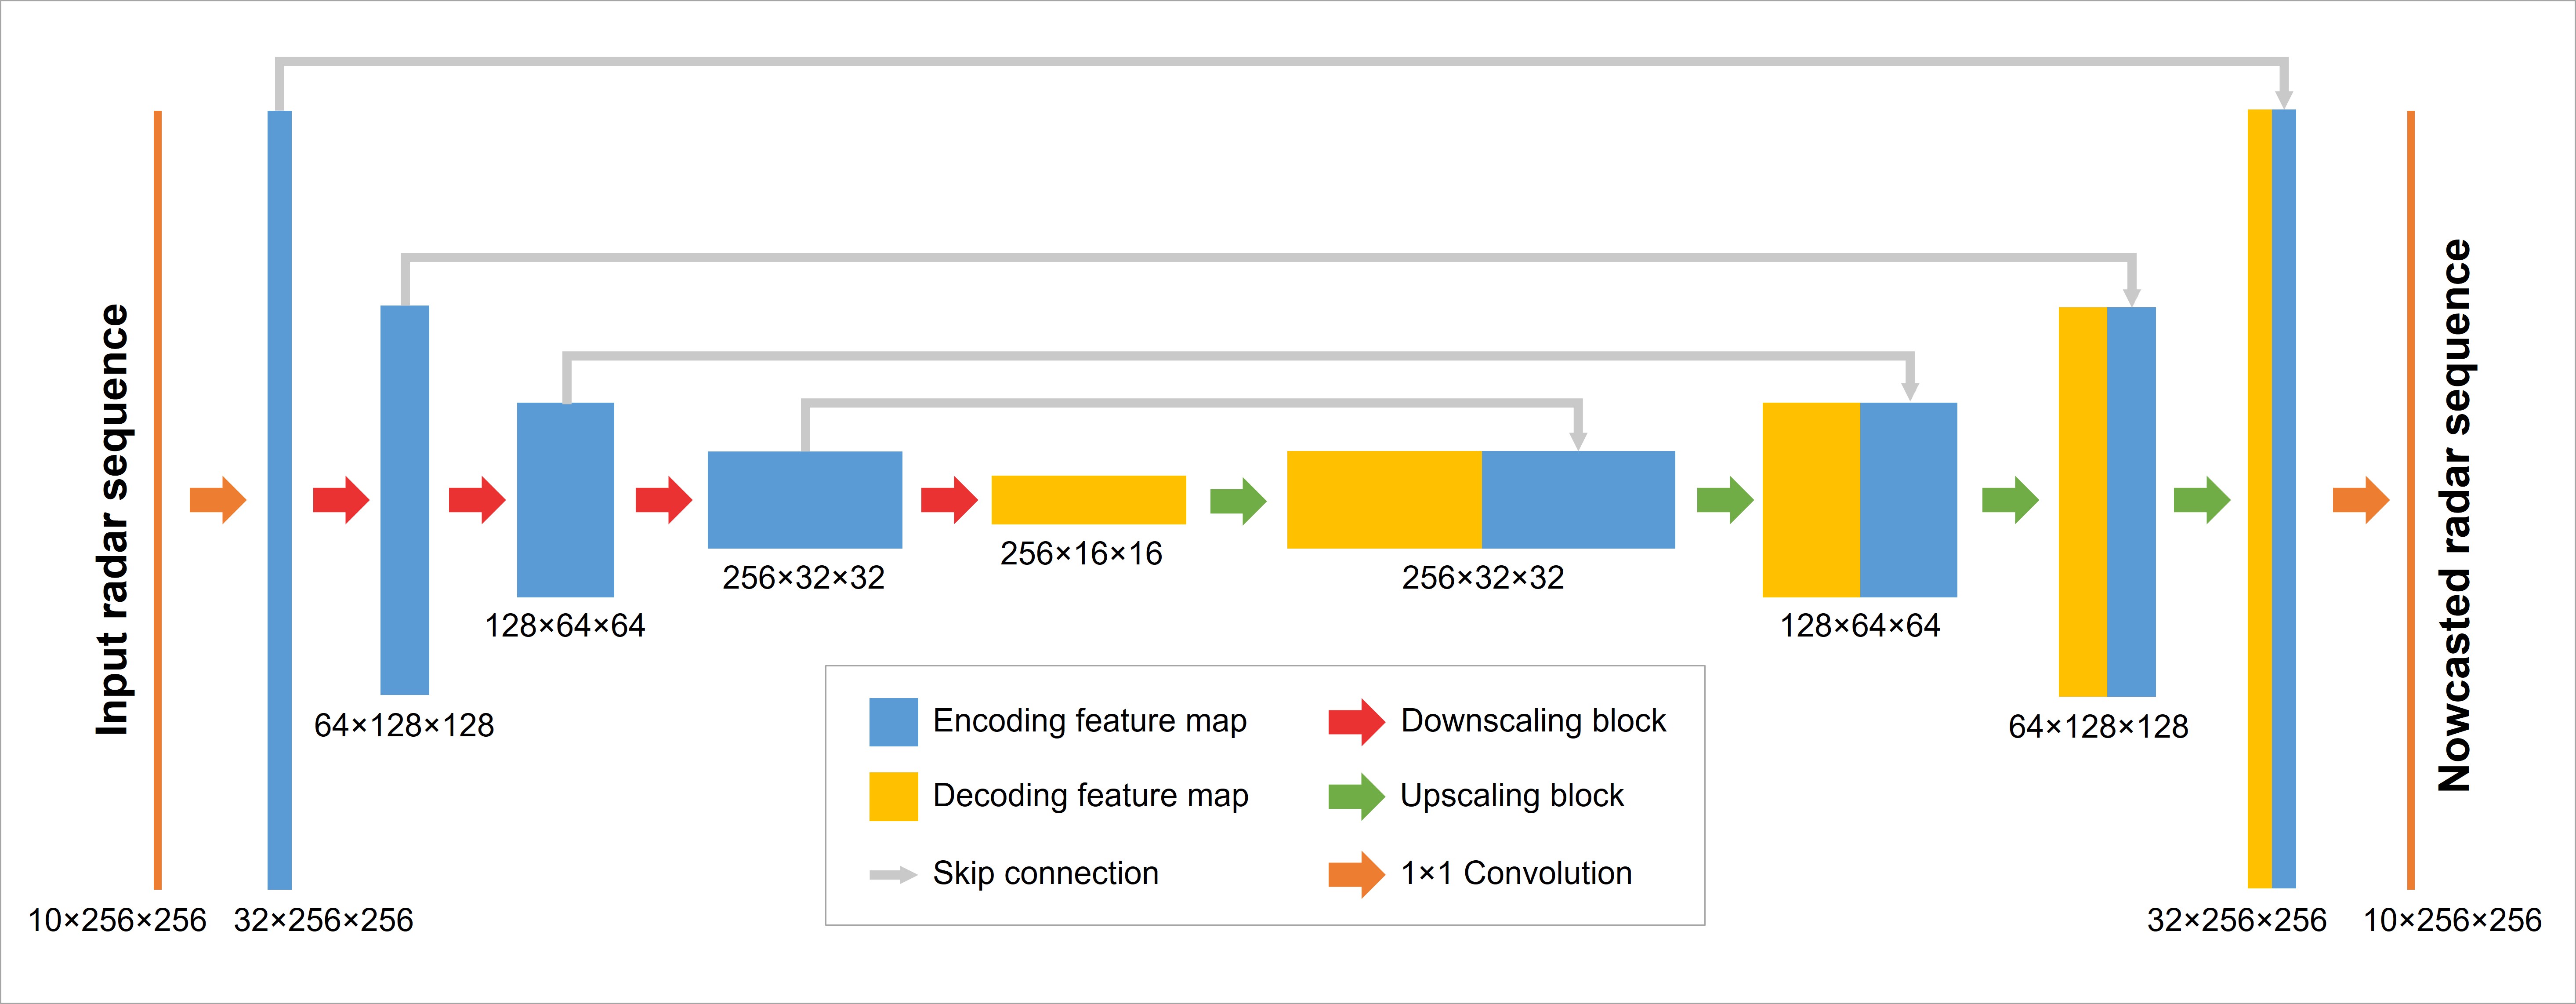 Input radar sequence
10×256×256
32×256×256
64×128×128
128×64×64
256×32×32
256×16×16
256×32×32
128×64×64
64×128×128
32×256×256
10×256×256
Nowcasted radar sequence
Encoding feature map
Downscaling block
Decoding feature map
Upscaling block
Skip connection
1×1 Convolution